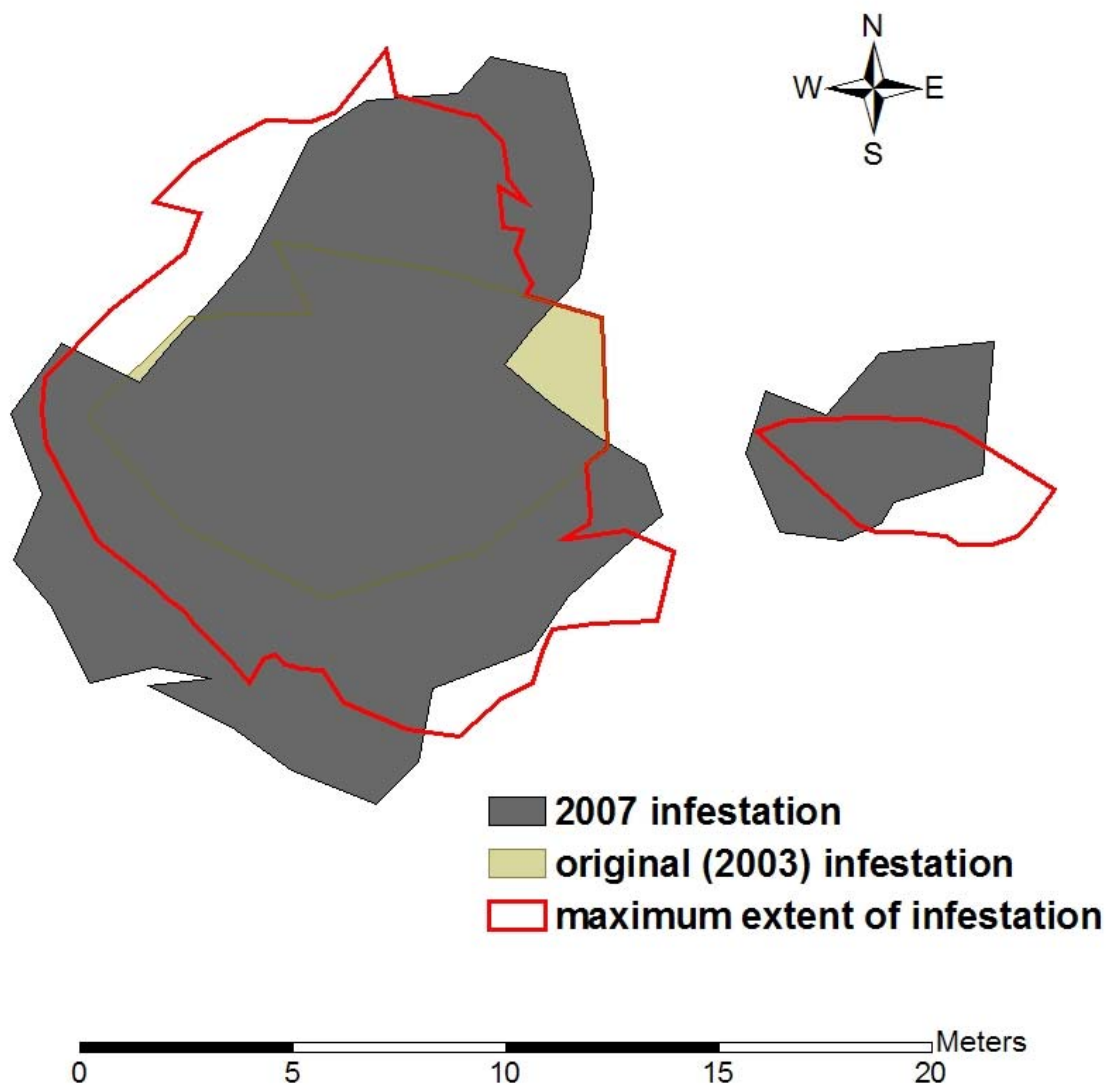 N
W E
S
2007 infestation
original (2003) infestation
maximum extent of infestation
Meters
0 5 10 15 20